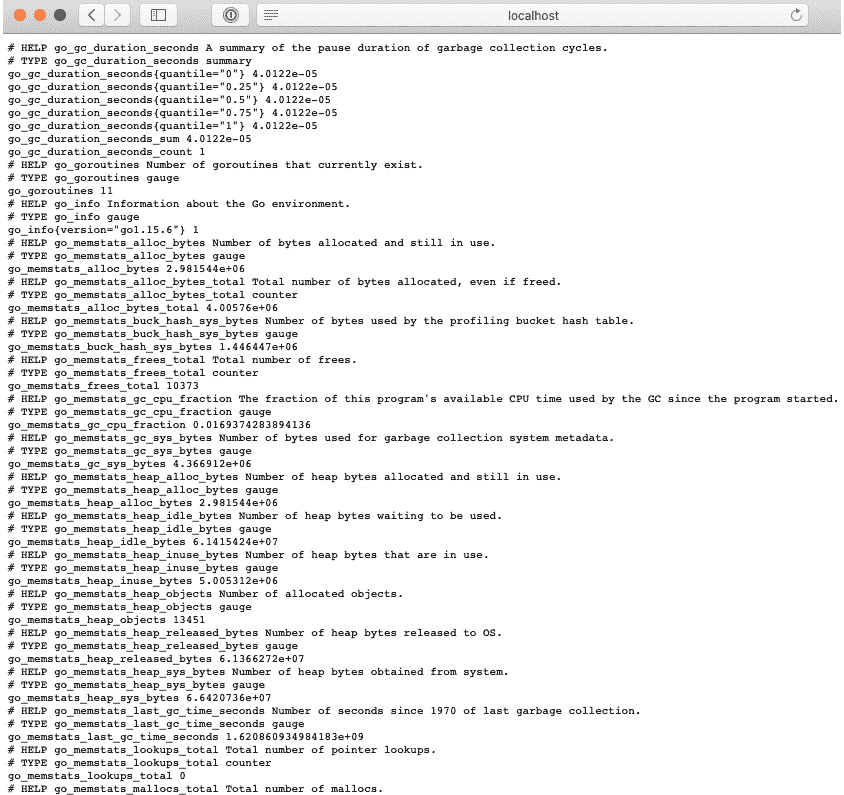 localhost
# HELP go_gc_duration_seconds A summary of the pause duration of garbage collection cycles.
# TYPE go_gc_duration_seconds summary
go_gc_duration_seconds{quantile="0"} 4.0122e-05
go_gc_duration_seconds{quantile="0.25"} 4.0122e-05
go_gc_duration_seconds{quantile="0.5"} 4.0122e-05
go_gc_duration_seconds{quantile="0.75"} 4.0122e-05
go_gc_duration_seconds{quantile="1"} 4.0122e-05
go_gc_duration_seconds_sum 4.0122e-05
go_gc_duration_seconds_count 1
# HELP go_goroutines Number of goroutines that currently exist.
# TYPE go_goroutines gauge
go_goroutines 11
# HELP go_info Information about the Go environment.
# TYPE go_info gauge
go_info{version="go1.15.6"} 1
# HELP go_memstats_alloc_bytes Number of bytes allocated and still in use.
# TYPE go_memstats_alloc_bytes gauge
go_memstats_alloc_bytes 2.981544e+06
# HELP go_memstats_alloc_bytes_total Total number of bytes allocated, even if freed.
# TYPE go_memstats_alloc_bytes_total counter
go_memstats_alloc_bytes_total 4.00576e+06
# HELP go_memstats_buck_hash_sys_bytes Number of bytes used by the profiling bucket hash table.
# TYPE go_memstats_buck_hash_sys_bytes gauge
go_memstats_buck_hash_sys_bytes 1.446447e+06
# HELP go_memstats_frees_total Total number of frees.
# TYPE go_memstats_frees_total counter
go_memstats_frees_total 10373
# HELP go_memstats_gc_cpu_fraction The fraction of this program's available CPU time used by the GC since the program started.
# TYPE go_memstats_gc_cpu_fraction gauge
go_memstats_gc_cpu_fraction 0.0169374283894136
# HELP go_memstats_gc_sys_bytes Number of bytes used for garbage collection system metadata.
# TYPE go_memstats_gc_sys_bytes gauge
go_memstats_gc_sys_bytes 4.366912e+06
# HELP go_memstats_heap_alloc_bytes Number of heap bytes allocated and still in use.
# TYPE go_memstats_heap_alloc_bytes gauge
go_memstats_heap_alloc_bytes 2.981544e+06
# HELP go_memstats_heap_idle_bytes Number of heap bytes waiting to be used.
# TYPE go_memstats_heap_idle_bytes gauge
go_memstats_heap_idle_bytes 6.1415424e+07
# HELP go_memstats_heap_inuse_bytes Number of heap bytes that are in use.
# TYPE go_memstats_heap_inuse_bytes gauge
go_memstats_heap_inuse_bytes 5.005312e+06
# HELP go_memstats_heap_objects Number of allocated objects.
# TYPE go_memstats_heap_objects gauge
go_memstats_heap_objects 13451
# HELP go_memstats_heap_released_bytes Number of heap bytes released to OS.
# TYPE go_memstats_heap_released_bytes gauge
go_memstats_heap_released_bytes 6.1366272e+07
# HELP go_memstats_heap_sys_bytes Number of heap bytes obtained from system.
# TYPE go_memstats_heap_sys_bytes gauge
go_memstats_heap_sys_bytes 6.6420736e+07
# HELP go_memstats_last_gc_time_seconds Number of seconds since 1970 of last garbage collection.
# TYPE go_memstats_last_gc_time_seconds gauge
go_memstats_last_gc_time_seconds 1.620860934984183e+09
# HELP go_memstats_lookups_total Total number of pointer lookups.
# TYPE go_memstats_lookups_total counter
go_memstats_lookups_total 0
# HELP go_memstats_mallocs_total Total number of mallocs.